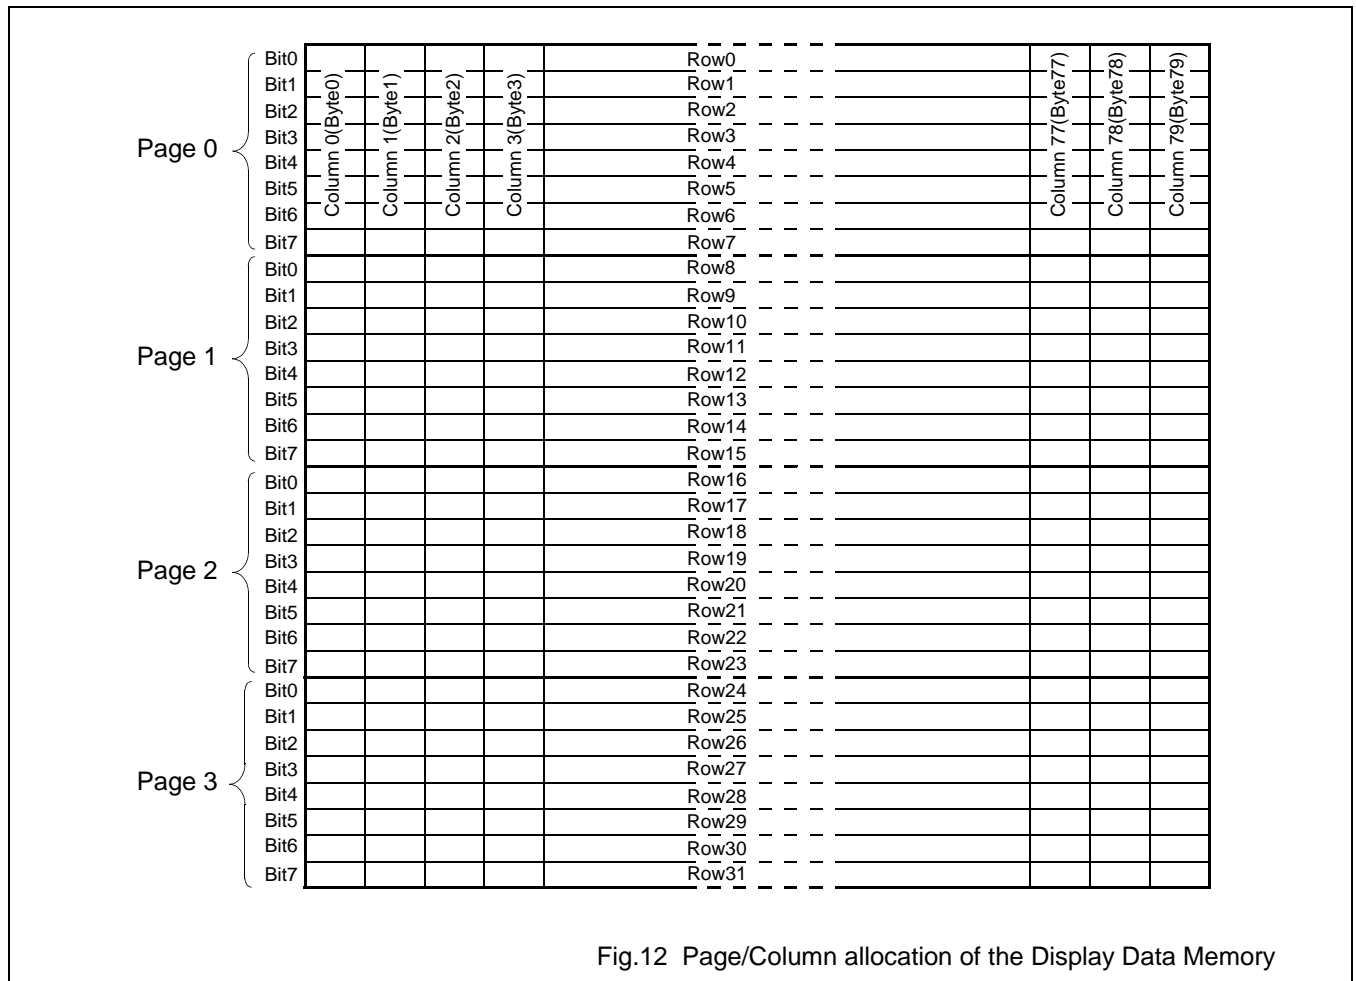 Bit0 Row0
Bit1 Row1
Bit2 Row2
Bit3 Row3
Bit4 Row4
Bit5 Row5
Bit6 Row6
Bit7 Row7
Page 0
Column 0(Byte0)
Column 1(Byte1)
Column 2(Byte2)
Column 3(Byte3)
Column 77(Byte77)
Column 78(Byte78)
Column 79(Byte79)
Bit0 Row8
Bit1 Row9
Bit2 Row10
Bit3 Row11
Bit4 Row12
Bit5 Row13
Bit6 Row14
Bit7 Row15
Page 1
Bit0 Row16
Bit1 Row17
Bit2 Row18
Bit3 Row19
Bit4 Row20
Bit5 Row21
Bit6 Row22
Bit7 Row23
Page 2
Bit0 Row24
Bit1 Row25
Bit2 Row26
Bit3 Row27
Bit4 Row28
Bit5 Row29
Bit6 Row30
Bit7 Row31
Page 3
Fig.12 Page/Column allocation of the Display Data Memory